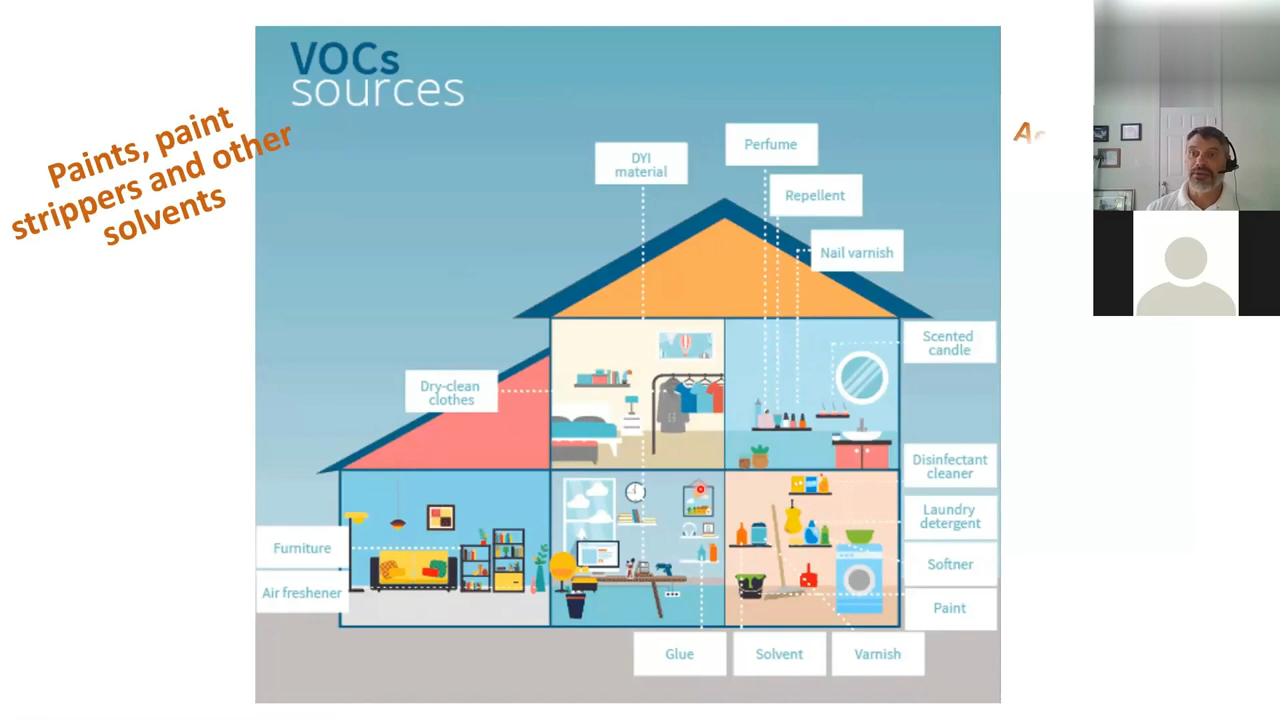 VOCs
sources
Paints, paint
strippers and other
solvents
DYI
material
Perfume
Repellent
Nail varnish
Scented
candle
Dry-clean
clothes
Disinfectant
cleaner
Laundry
detergent
Softner
Paint
Furniture
Air freshener
Glue
Solvent
Varnish